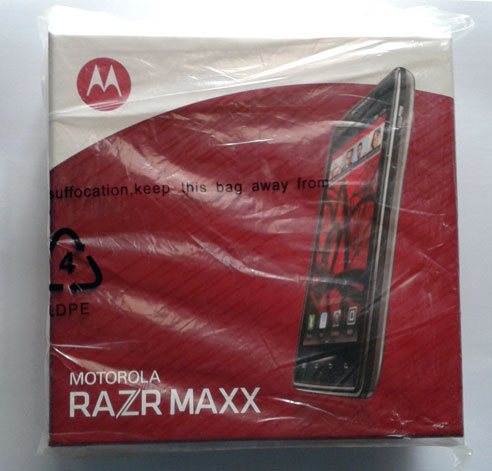 suffocation,keep this bag away from
4
LDPE
MOTOROLA
RAZR MAXX